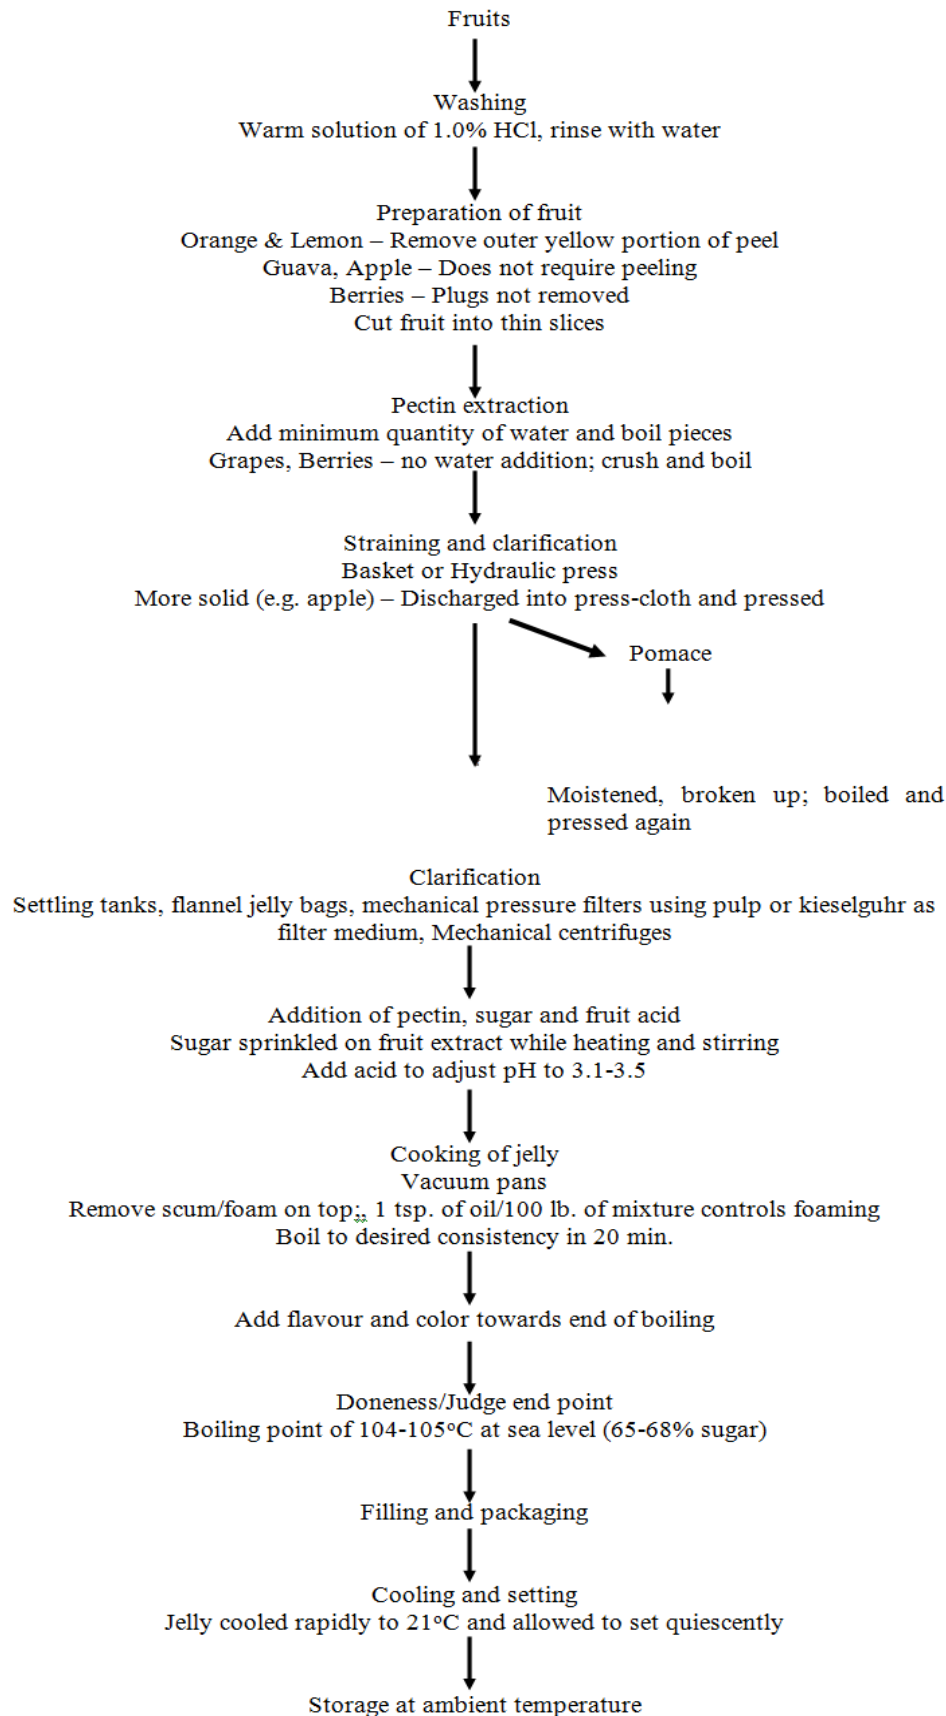 Fruits
Washing
Warm solution of 1.0% HCl, rinse with water
Preparation of fruit
Orange & Lemon – Remove outer yellow portion of peel
Guava, Apple – Does not require peeling
Berries – Plugs not removed
Cut fruit into thin slices
Pectin extraction
Add minimum quantity of water and boil pieces
Grapes, Berries – no water addition; crush and boil
Straining and clarification
Basket or Hydraulic press
More solid (e.g. apple) – Discharged into press-cloth and pressed
Pomace
Moistened, broken up; boiled and
pressed again
Clarification
Settling tanks, flannel jelly bags, mechanical pressure filters using pulp or kieselguhr as
filter medium, Mechanical centrifuges
Addition of pectin, sugar and fruit acid
Sugar sprinkled on fruit extract while heating and stirring
Add acid to adjust pH to 3.1-3.5
Cooking of jelly
Vacuum pans
Remove scum/foam on top;, 1 tsp. of oil/100 lb. of mixture controls foaming
Boil to desired consistency in 20 min.
Add flavour and color towards end of boiling
Doneness/Judge end point
Boiling point of 104-105°C at sea level (65-68% sugar)
Filling and packaging
Cooling and setting
Jelly cooled rapidly to 21°C and allowed to set quiescently
Storage at ambient temperature